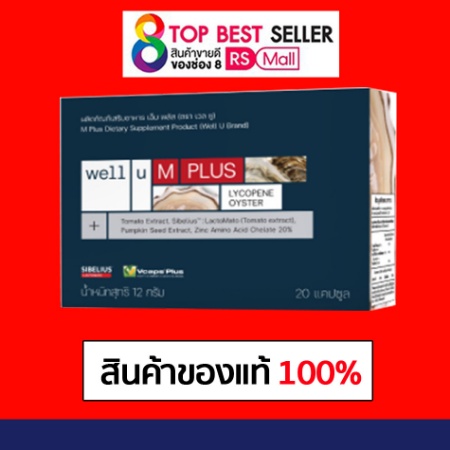 8 TOP BEST SELLER
สินค้าขายดี
ของช่อง 8 RS Mall
ผลิตภัณฑ์เสริมอาหาร เอ็ม พลัส (ตรา เวล ยู)
M Plus Dietary Supplement Product (Well U Brand)
well u M PLUS
LYCOPENE
OYSTER
+ Tomato Extract, Sibelius™:LactoMato (Tomato extract),
Pumpkin Seed Extract, Zinc Amino Acid Chelate 20%
SIBELIUS Vcaps Plus
น้ำหนักสุทธิ 12 กรัม 20 แคปซูล
สินค้าของแท้ 100%